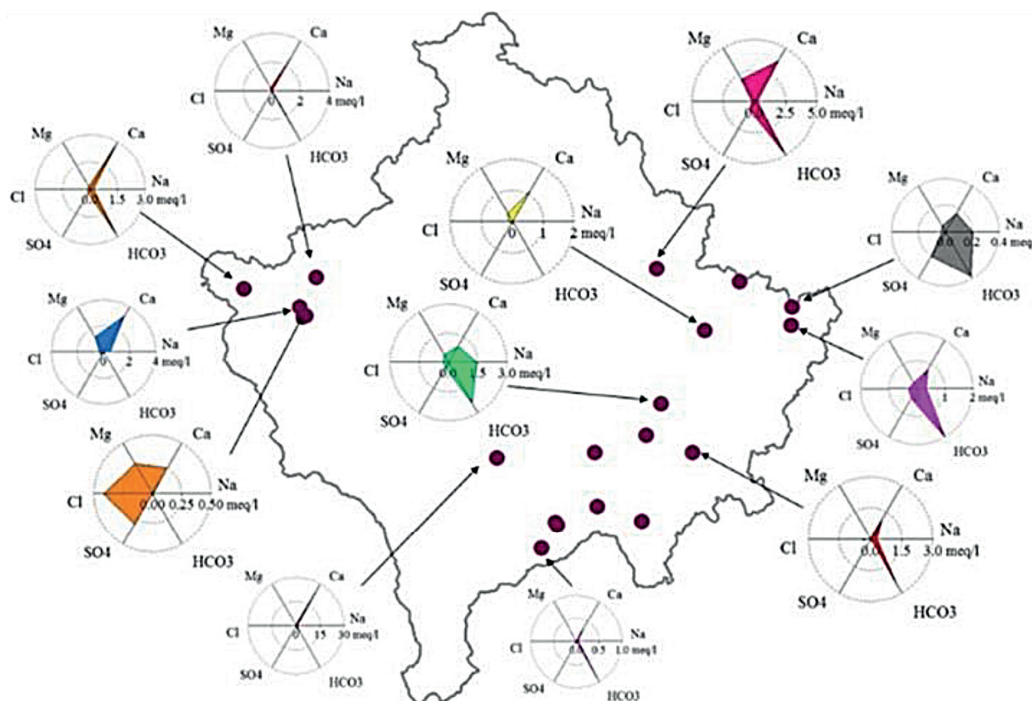 Mg Ca
Na
Cl 0 2 4 meq/l
SO4 HCO3
Mg Ca
Na
Cl 0.0 2.5 5.0 meq/l
SO4 HCO3
Mg Ca
Na
Cl 0.0 1.5 3.0 meq/l
SO4 HCO3
Mg Ca
Na
Cl 0 1 2 meq/l
SO4 HCO3
Mg Ca
Na
Cl 0.0 0.2 0.4 meq
SO4 HCO3
Mg Ca
Na
Cl 0 2 4 meq/l
SO4 HCO3
Mg Ca
Na
Cl 0.0 1.5 3.0 meq/l
SO4 HCO3
Mg Ca
Na
Cl 1 2 meq/l
SO4 HCO3
Mg Ca
Na
Cl 0.00 0.25 0.50 meq/l
SO4 HCO3
Mg Ca
Na
Cl 0.0 1.5 3.0 meq/l
SO4 HCO3
Mg Ca
Na
Cl 0 15 30 meq/l
SO4 HCO3
Mg Ca
Na
Cl 0.0 0.5 1.0 meq/l
SO4 HCO3